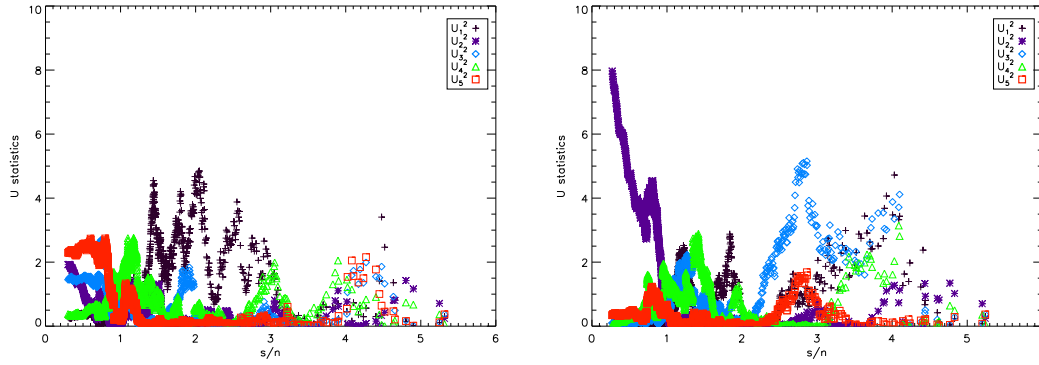 10
8
6
4
2
0
U statistics
0 1 2 3 4 5 6
s/n
U₁² +
U₂² ✳
U₃² ◇
U₄² △
U₅² □
10
8
6
4
2
0
U statistics
0 1 2 3 4 5
s/n
U₁² +
U₂² ✳
U₃² ◇
U₄² △
U₅² □